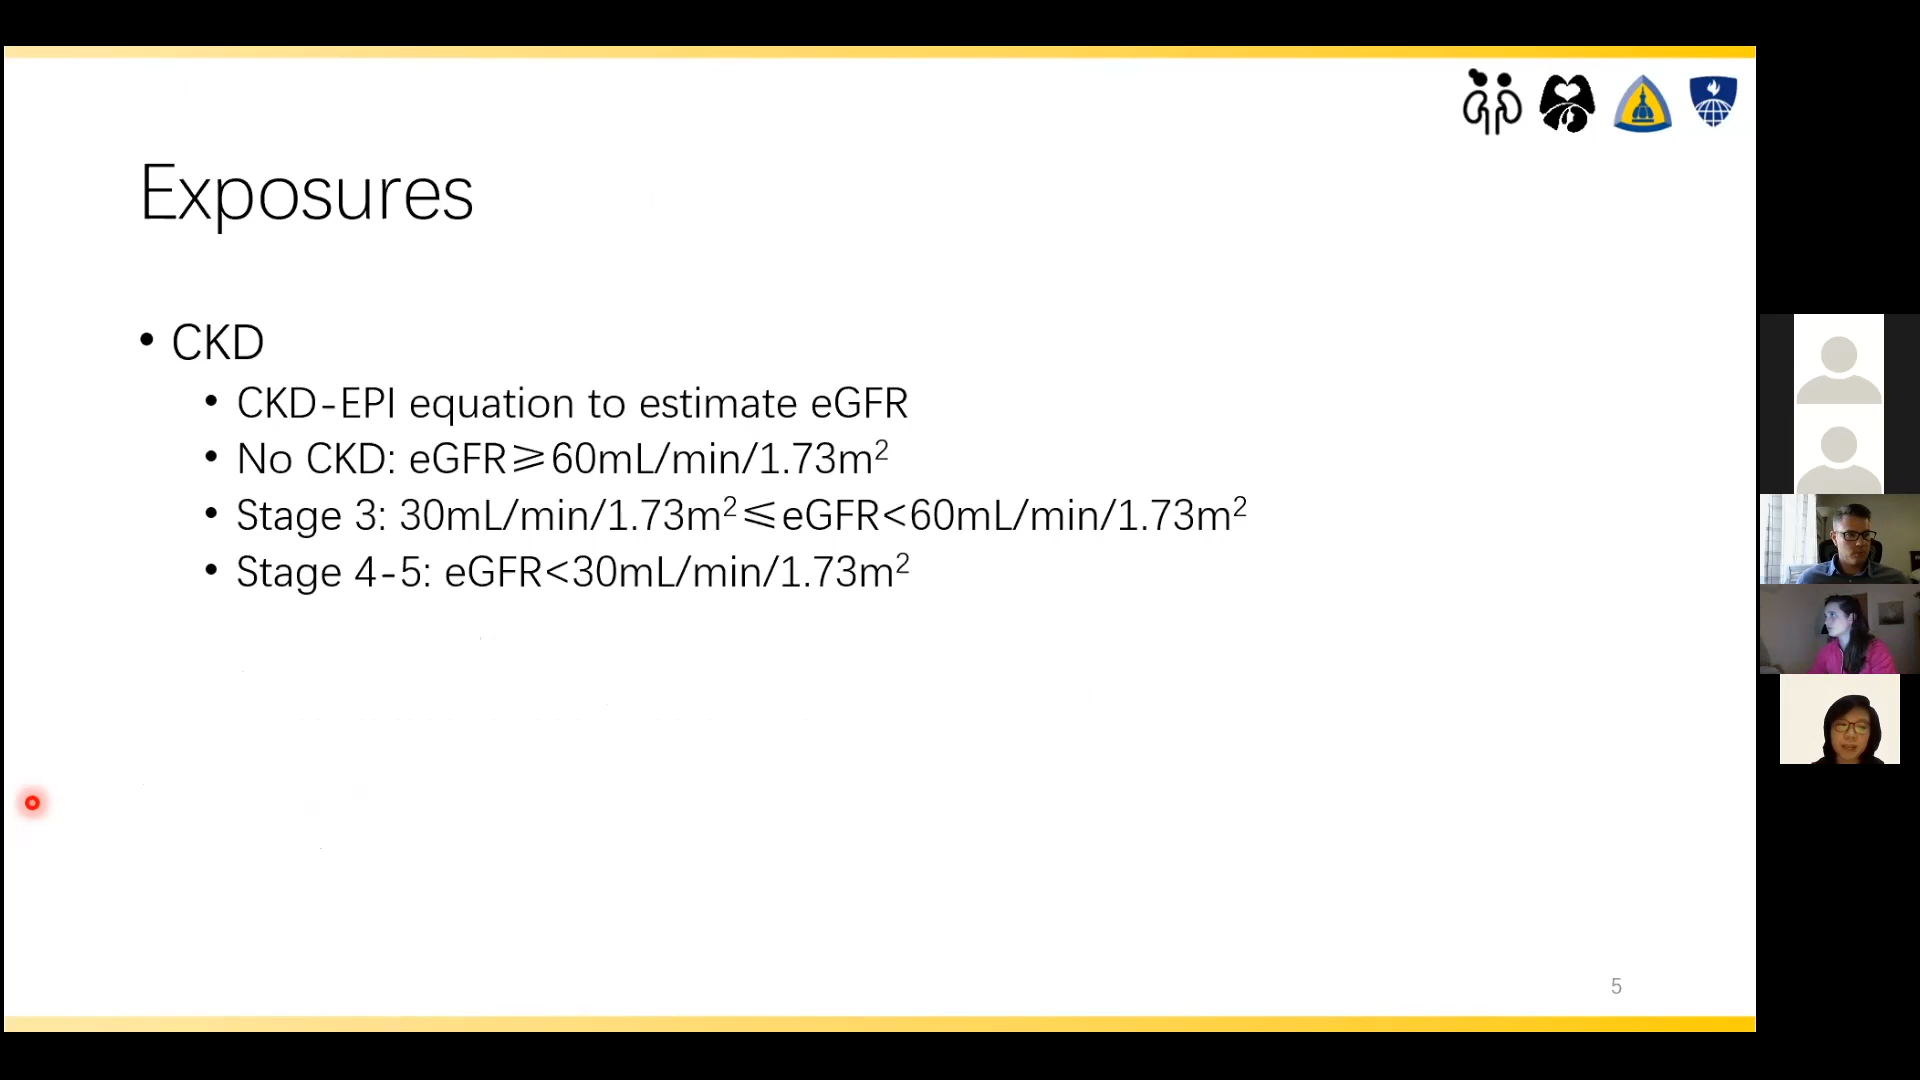 Exposures
• CKD
• CKD-EPI equation to estimate eGFR
• No CKD: eGFR⩾60mL/min/1.73m²
• Stage 3: 30mL/min/1.73m²⩽eGFR<60mL/min/1.73m²
• Stage 4-5: eGFR<30mL/min/1.73m²
5